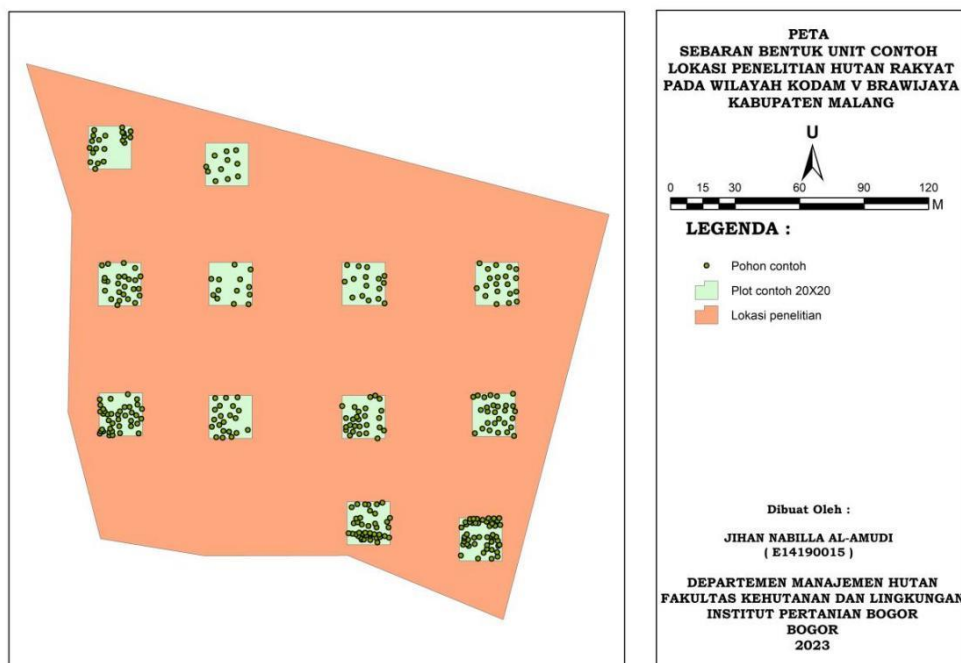 PETA
SEBARAN BENTUK UNIT CONTOH
LOKASI PENELITIAN HUTAN RAKYAT
PADA WILAYAH KODAM V BRAWIJAYA
KABUPATEN MALANG
U
0 15 30 60 90 120
M
LEGENDA :
Pohon contoh
Plot contoh 20X20
Lokasi penelitian
Dibuat Oleh :
JIHAN NABILLA AL-AMUDI
( E14190015 )
DEPARTEMEN MANAJEMEN HUTAN
FAKULTAS KEHUTANAN DAN LINGKUNGAN
INSTITUT PERTANIAN BOGOR
BOGOR
2023